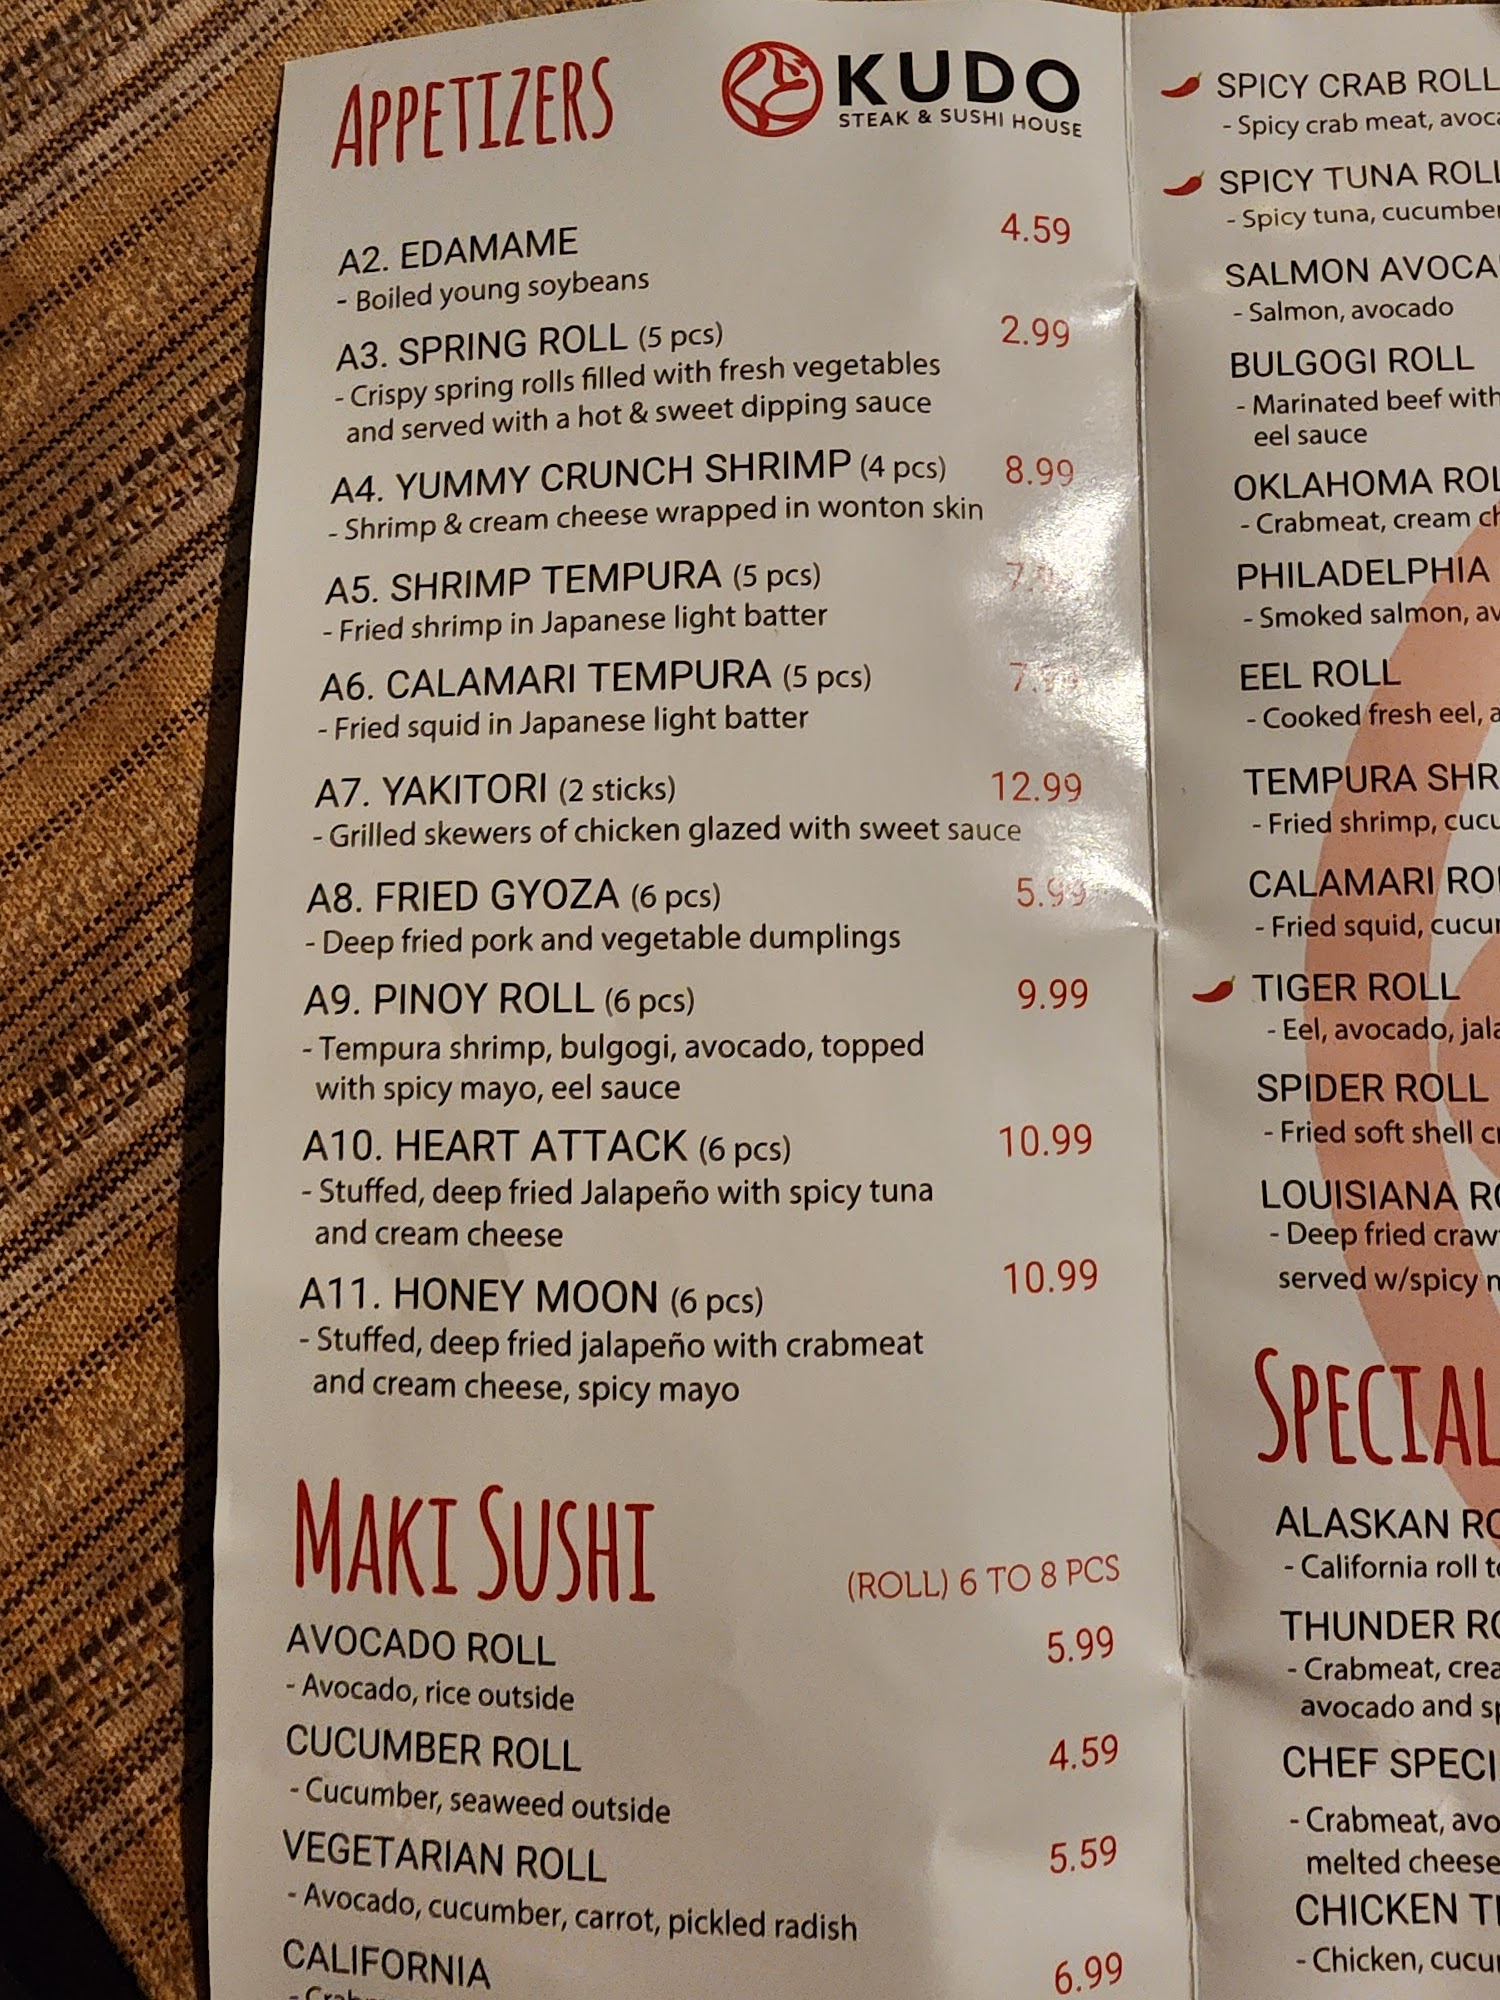 APPETIZERS
KUDO
STEAK & SUSHI HOUSE
A2. EDAMAME 4.59
- Boiled young soybeans
A3. SPRING ROLL (5 pcs) 2.99
- Crispy spring rolls filled with fresh vegetables
and served with a hot & sweet dipping sauce
A4. YUMMY CRUNCH SHRIMP (4 pcs) 8.99
- Shrimp & cream cheese wrapped in wonton skin
A5. SHRIMP TEMPURA (5 pcs)
- Fried shrimp in Japanese light batter
A6. CALAMARI TEMPURA (5 pcs) 7.99
- Fried squid in Japanese light batter
A7. YAKITORI (2 sticks) 12.99
- Grilled skewers of chicken glazed with sweet sauce
A8. FRIED GYOZA (6 pcs) 5.99
- Deep fried pork and vegetable dumplings
A9. PINOY ROLL (6 pcs) 9.99
- Tempura shrimp, bulgogi, avocado, topped
with spicy mayo, eel sauce
A10. HEART ATTACK (6 pcs) 10.99
- Stuffed, deep fried Jalapeño with spicy tuna
and cream cheese
A11. HONEY MOON (6 pcs) 10.99
- Stuffed, deep fried jalapeño with crabmeat
and cream cheese, spicy mayo
MAKI SUSHI
(ROLL) 6 TO 8 PCS
AVOCADO ROLL 5.99
- Avocado, rice outside
CUCUMBER ROLL 4.59
- Cucumber, seaweed outside
VEGETARIAN ROLL 5.59
- Avocado, cucumber, carrot, pickled radish
CALIFORNIA 6.99
SPICY CRAB ROLL
- Spicy crab meat,
SPICY TUNA ROLL
- Spicy tuna,
SALMON
- Salmon, avocado
BULGOGI ROLL
- Marinated beef with
eel sauce
OKLAHOMA
- Crabmeat, cream
PHILADELPHIA
- Smoked salmon,
EEL ROLL
- Cooked fresh eel,
TEMPURA
- Fried shrimp,
CALAMARI
- Fried squid,
TIGER ROLL
- Eel, avocado,
SPIDER ROLL
- Fried soft shell
LOUISIANA
- Deep fried
served w/spicy
SPECIAL
ALASKAN
- California roll
THUNDER
- Crabmeat,
avocado and
CHEF
- Crabmeat,
melted cheese
CHICKEN
- Chicken,